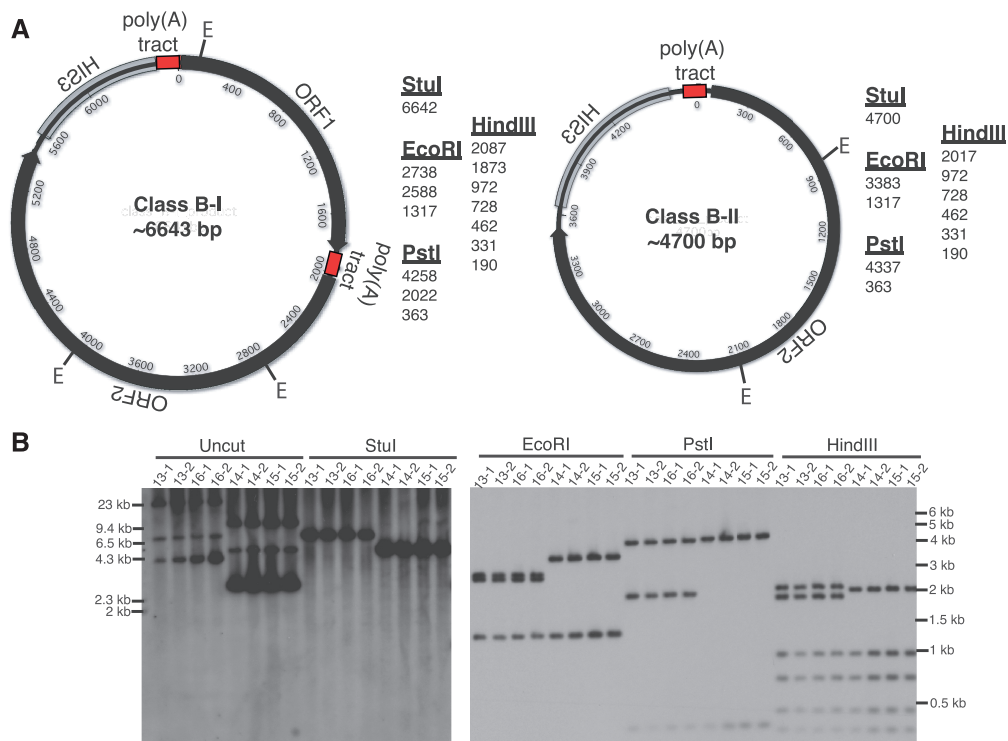 A
poly(A)
tract
E
HIS3
ORF1
0
400
800
1200
1600
2000
2400
2800
3200
3600
4000
4400
4800
5200
5600
6000
Class B-I
~6643 bp
poly(A)
tract
E
E
ORF2
StuI
6642
EcoRI
2738
2588
1317
PstI
4258
2022
363
HindIII
2087
1873
972
728
462
331
190
poly(A)
tract
HIS3
0
300
600
900
1200
1500
1800
2100
2400
2700
3000
3300
3600
3900
4200
E
Class B-II
~4700 bp
ORF2
E
StuI
4700
EcoRI
3383
1317
PstI
4337
363
HindIII
2017
972
728
462
331
190
B
Uncut StuI EcoRI PstI HindIII
13-1 13-2 16-1 16-2 14-1 14-2 15-1 15-2 13-1 13-2 16-1 16-2 14-1 14-2 15-1 15-2
13-1 13-2 16-1 16-2 14-1 14-2 15-1 15-2 13-1 13-2 16-1 16-2 14-1 14-2 15-1 15-2 13-1 13-2 16-1 16-2 14-1 14-2 15-1 15-2
23 kb
9.4 kb
6.5 kb
4.3 kb
2.3 kb
2 kb
6 kb
5 kb
4 kb
3 kb
2 kb
1.5 kb
1 kb
0.5 kb